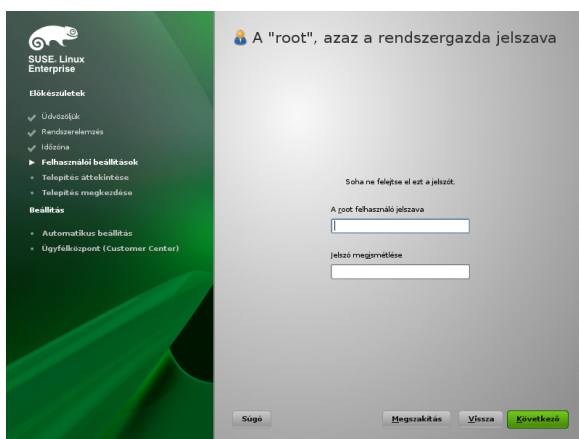 SUSE. Linux
Enterprise
Előkészületek
Üdvözöljük
Rendszerelemzés
Időzóna
Felhasználói beállítások
Telepítés áttekintése
Telepítés megkezdése
Beállítás
Automatikus beállítás
Ügyfélközpont (Customer Center)
A "root", azaz a rendszergazda jelszava
Soha ne felejtse el ezt a jelszót.
A root felhasználó jelszava
Jelszó megismétlése
Súgó
Megszakítás
Vissza
Következő